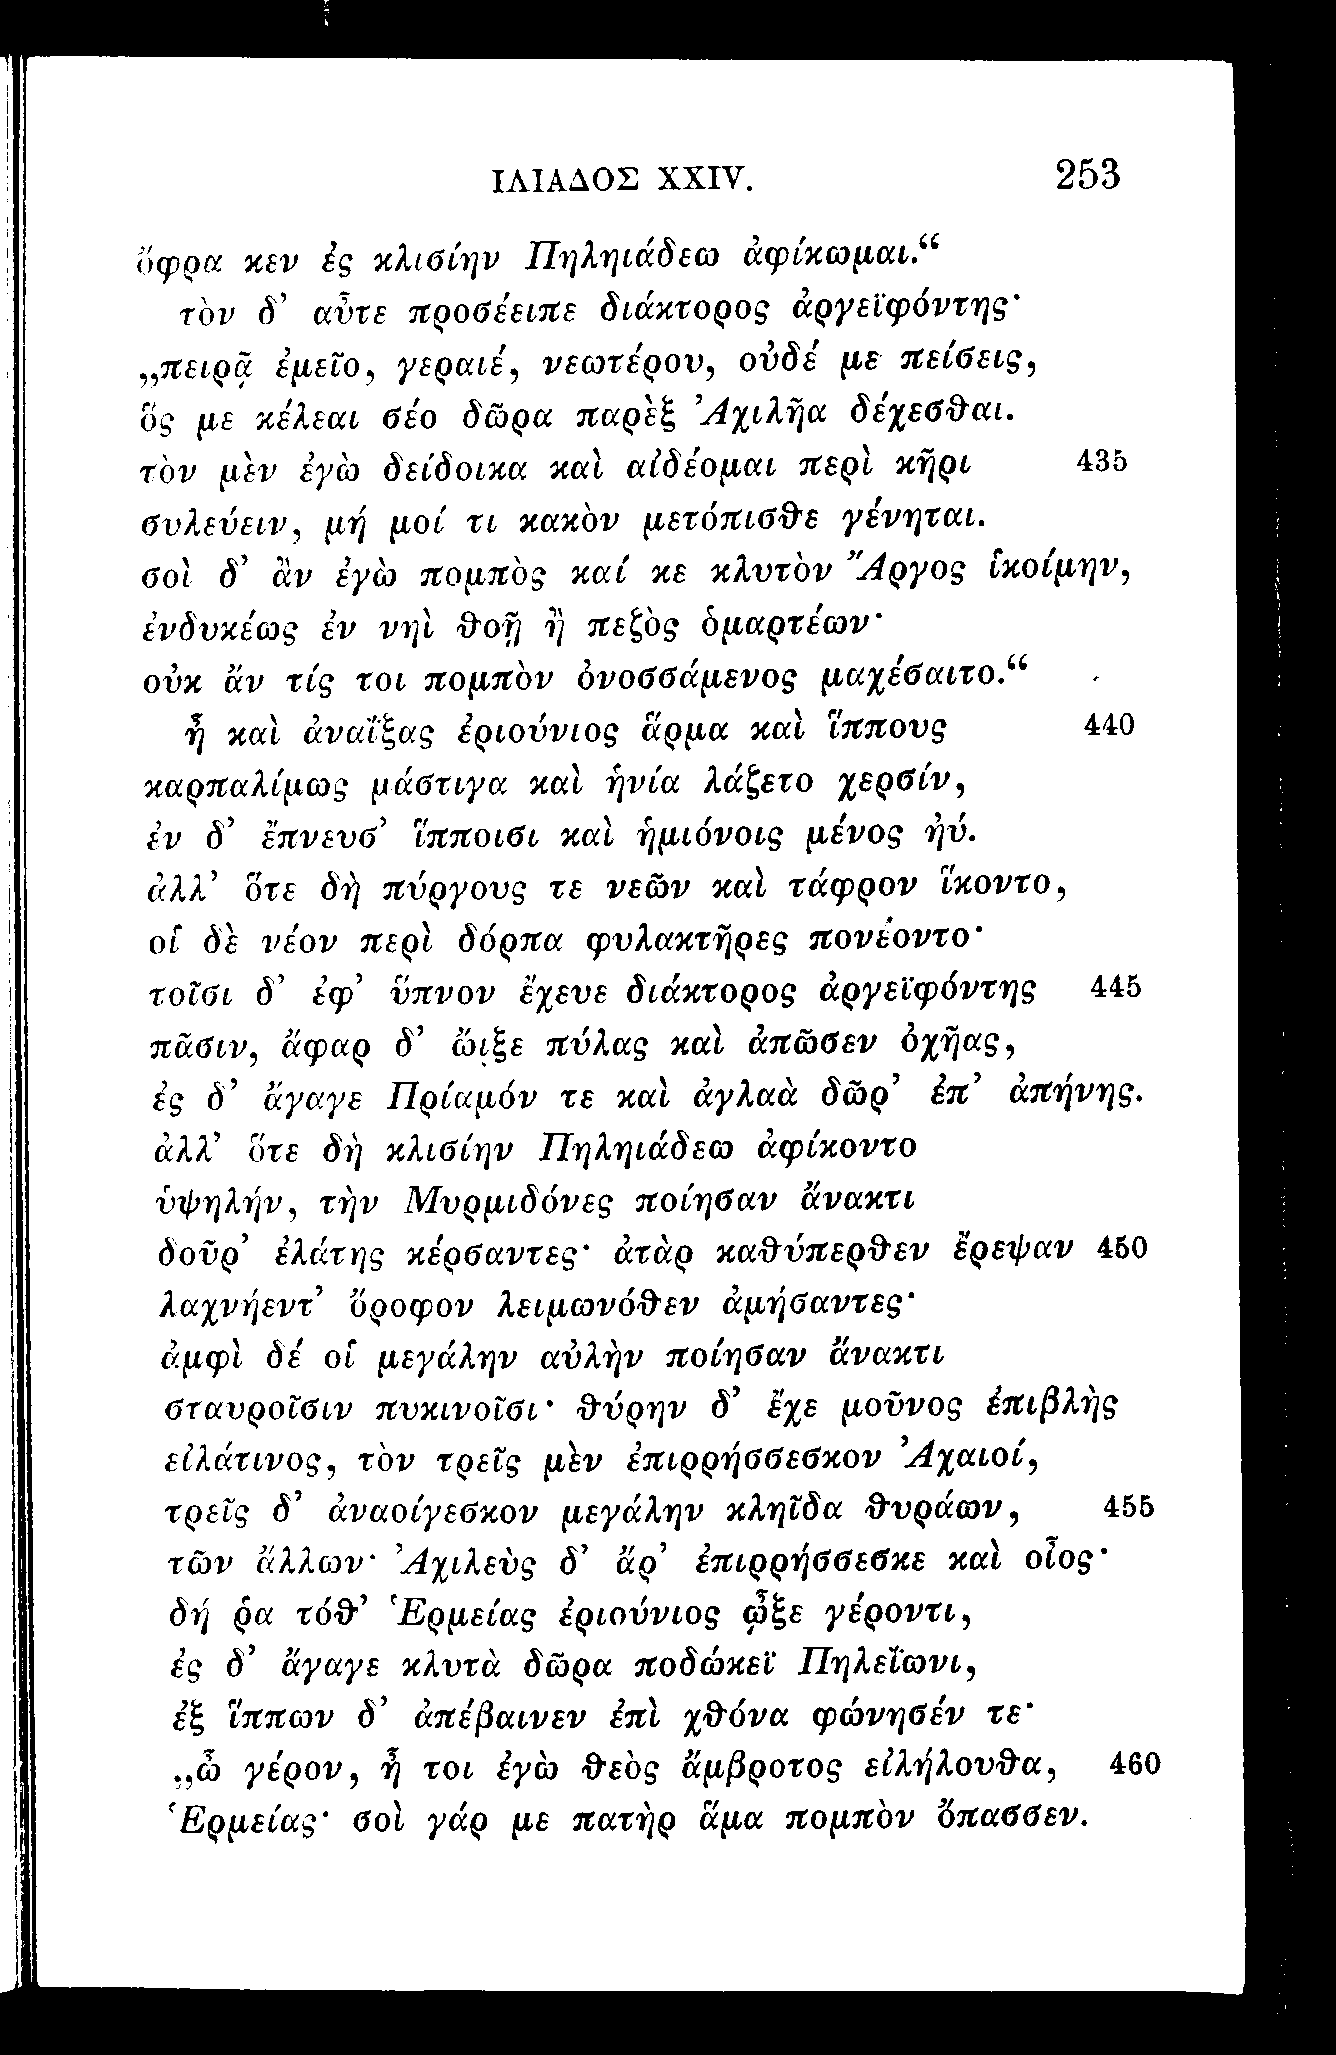 ΙΛΙΑΔΟΣ XXIV. 253
ὄφρα κεν ἐς κλισίην Πηληιάδεω ἀφίκωμαι.“
τὸν δ’ αὖτε προσέειπε διάκτορος ἀργεϊφόντης·
„πειρᾷ ἐμεῖο, γεραιέ, νεωτέρου, οὐδέ με πείσεις,
ὅς με κέλεαι σέο δῶρα παρὲξ Ἀχιλῆα δέχεσθαι.
τὸν μὲν ἐγὼ δείδοικα καὶ αἰδέομαι περὶ κῆρι 435
συλεύειν, μή μοί τι κακὸν μετόπισθε γένηται.
σοὶ δ’ ἂν ἐγὼ πομπὸς καί κε κλυτὸν Ἄργος ἱκοίμην,
ἐνδυκέως ἐν νηὶ θοῇ ἢ πεζὸς ὁμαρτέων·
οὐκ ἄν τίς τοι πομπὸν ὀνοσσάμενος μαχέσαιτο.“
ἦ καὶ ἀναΐξας ἐριούνιος ἅρμα καὶ ἵππους 440
καρπαλίμως μάστιγα καὶ ἡνία λάζετο χερσίν,
ἐν δ’ ἔπνευσ’ ἵπποισι καὶ ἡμιόνοις μένος ἠύ.
ἀλλ’ ὅτε δὴ πύργους τε νεῶν καὶ τάφρον ἵκοντο,
οἳ δὲ νέον περὶ δόρπα φυλακτῆρες πονέοντο·
τοῖσι δ’ ἐφ’ ὕπνον ἔχευε διάκτορος ἀργεϊφόντης 445
πᾶσιν, ἄφαρ δ’ ὤιξε πύλας καὶ ἀπῶσεν ὀχῆας,
ἐς δ’ ἄγαγε Πρίαμόν τε καὶ ἀγλαὰ δῶρ’ ἐπ’ ἀπήνης.
ἀλλ’ ὅτε δὴ κλισίην Πηληιάδεω ἀφίκοντο
ὑψηλήν, τὴν Μυρμιδόνες ποίησαν ἄνακτι
δοῦρ’ ἐλάτης κέρσαντες· ἀτὰρ καθύπερθεν ἔρεψαν 450
λαχνήεντ’ ὄροφον λειμωνόθεν ἀμήσαντες·
ἀμφὶ δέ οἱ μεγάλην αὐλὴν ποίησαν ἄνακτι
σταυροῖσιν πυκινοῖσι· θύρην δ’ ἔχε μοῦνος ἐπιβλὴς
εἰλάτινος, τὸν τρεῖς μὲν ἐπιρρήσσεσκον Ἀχαιοί,
τρεῖς δ’ ἀναοίγεσκον μεγάλην κληῖδα θυράων, 455
τῶν ἄλλων· Ἀχιλεὺς δ’ ἄρ’ ἐπιρρήσσεσκε καὶ οἶος·
δή ῥα τόθ’ Ἑρμείας ἐριούνιος ᾦξε γέροντι,
ἐς δ’ ἄγαγε κλυτὰ δῶρα ποδώκεϊ Πηλεΐωνι,
ἐξ ἵππων δ’ ἀπέβαινεν ἐπὶ χθόνα φώνησέν τε·
„ὦ γέρον, ἦ τοι ἐγὼ θεὸς ἄμβροτος εἰλήλουθα, 460
Ἑρμείας· σοὶ γάρ με πατὴρ ἅμα πομπὸν ὄπασσεν.